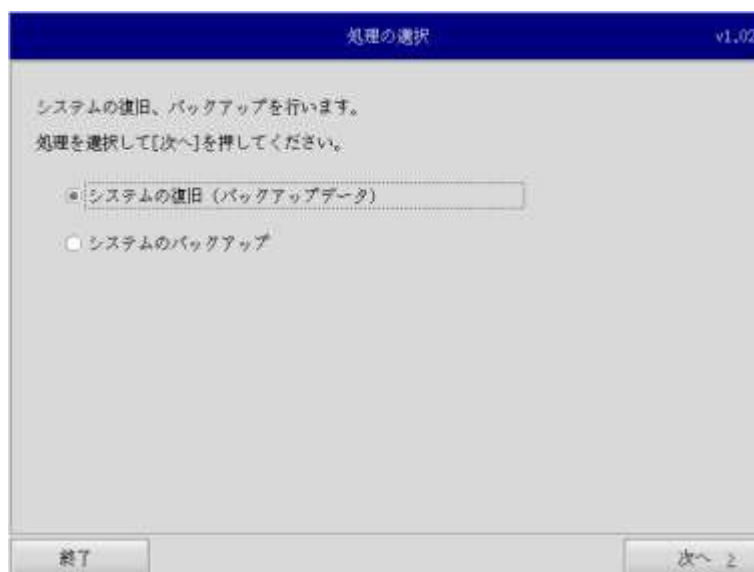 処理の選択
v1.02
システムの復旧、バックアップを行います。
処理を選択して[次へ]を押してください。
システムの復旧（バックアップデータ）
システムのバックアップ
終了
次へ >